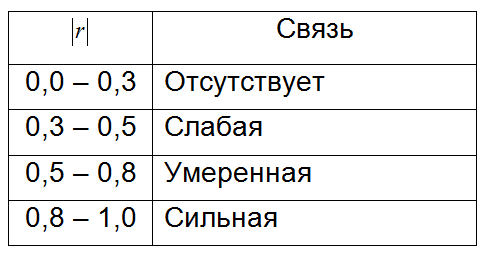 |r| Связь
0,0 – 0,3 Отсутствует
0,3 – 0,5 Слабая
0,5 – 0,8 Умеренная
0,8 – 1,0 Сильная